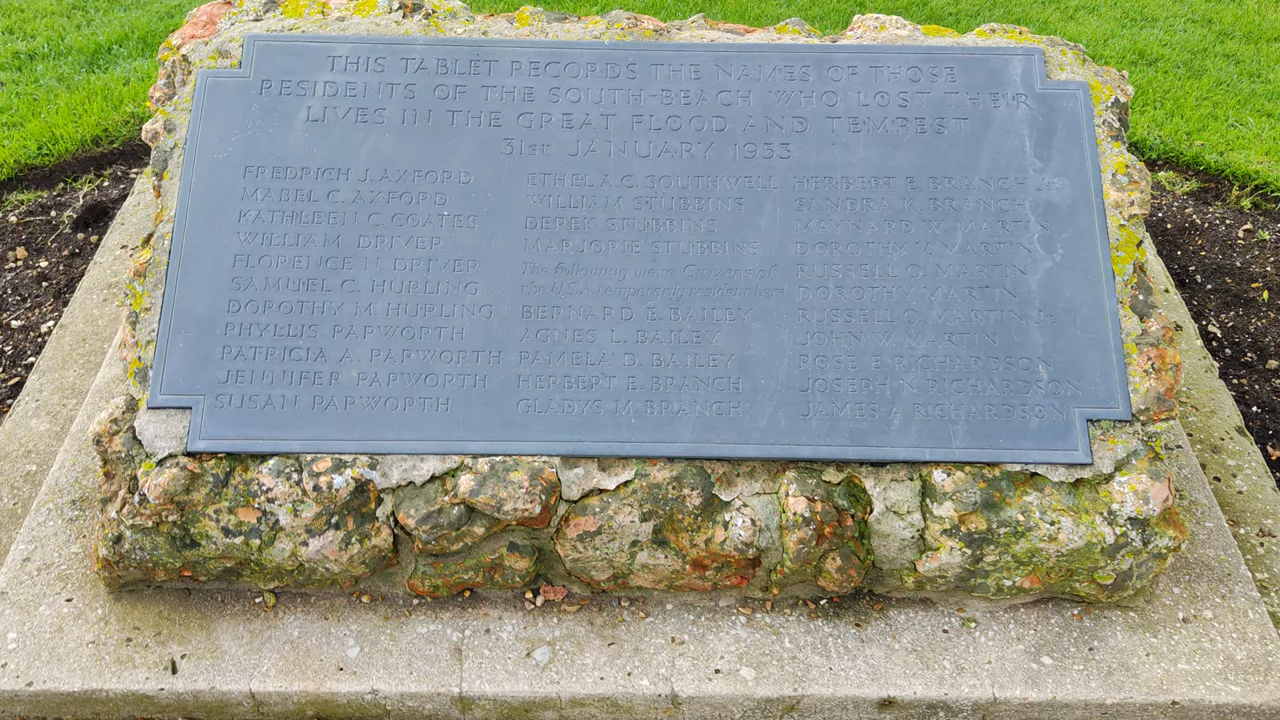 THIS TABLET RECORDS THE NAMES OF THOSE
RESIDENTS OF THE SOUTH-BEACH WHO LOST THEIR
LIVES IN THE GREAT FLOOD AND TEMPEST
31st JANUARY 1953
FREDRICH J. AXFORD
MABEL C. AXFORD
KATHLEEN C. COATES
WILLIAM DRIVER
FLORENCE N. DRIVER
SAMUEL C. HUPLING
DOROTHY M. HUPLING
PHYLLIS PAPWORTH
PATRICIA A. PAPWORTH
JENNIFER PAPWORTH
SUSAN PAPWORTH
ETHEL A.C. SOUTHWELL
WILLIAM STUBBINS
DEREK STUBBINS
MARJORIE STUBBINS
The following were Citizens of
the U.S.A temporarily resident here
BERNARD E. BAILEY
AGNES L. BAILEY
PAMELA D. BAILEY
HERBERT E. BRANCH
GLADYS M. BRANCH
HERBERT E. BRANCH Jr.
SANDRA K. BRANCH
MAYNARD W. MARTIN
DOROTHY V. MARTIN
RUSSELL O. MARTIN
DOROTHY MARTIN
RUSSELL O. MARTIN Jr.
JOHN W. MARTIN
ROSE E. RICHARDSON
JOSEPH N. RICHARDSON
JAMES A RICHARDSON